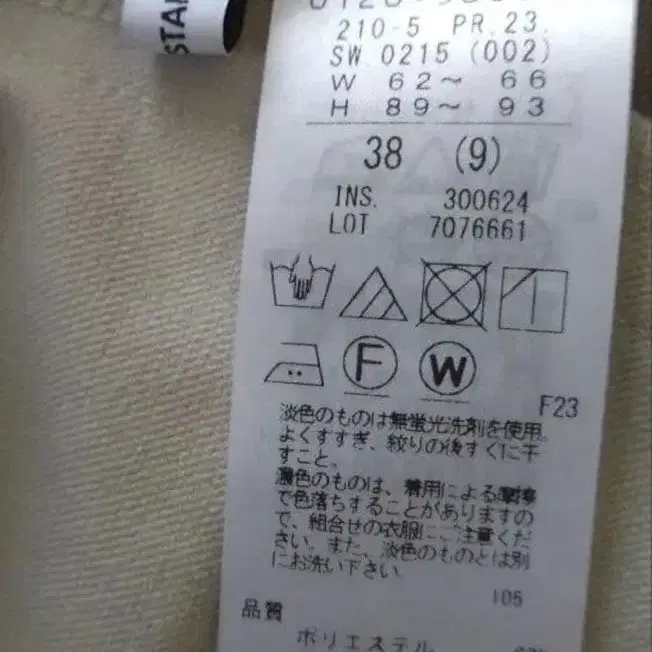 STAN
210-5 PR.23.
SW 0215 (002)
W 62～ 66
H 89～ 93
38 (9)
INS. 300624
LOT 7076661
F W
F23
淡色のものは無蛍光洗剤を使用。
よくすすぎ、絞りの後すぐに干
すこと。
濃色のものは、着用による摩擦
で色落ちすることがありますの
で、組合せの衣服にご注意くだ
さい。また、淡色のものとは別
にお洗い下さい。
105
品質
ポリエステル